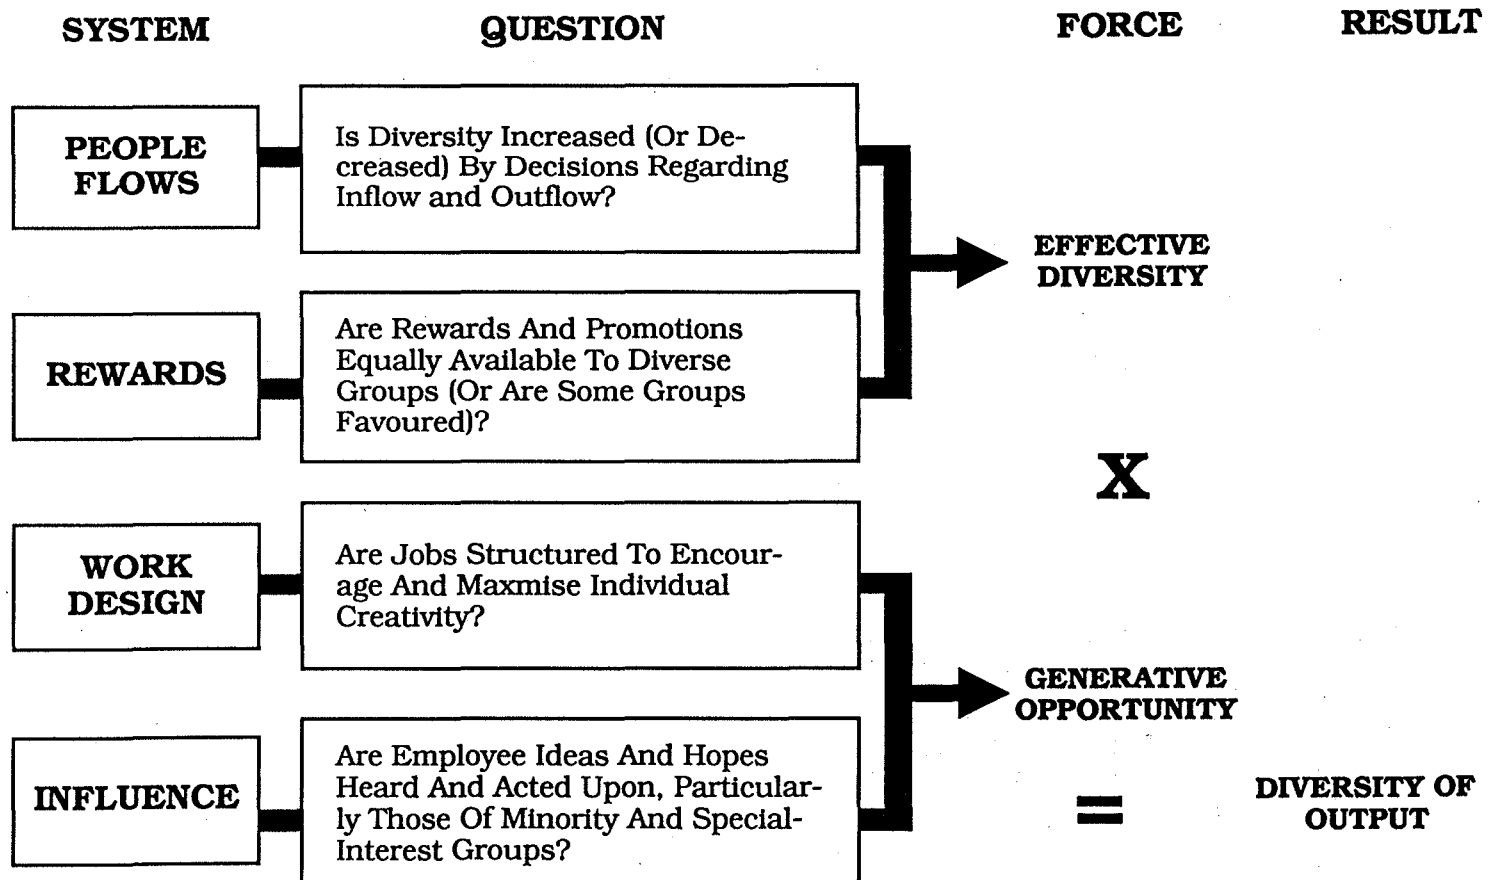 SYSTEM QUESTION FORCE RESULT
PEOPLE
FLOWS
Is Diversity Increased (Or De-
creased) By Decisions Regarding
Inflow and Outflow?
EFFECTIVE
DIVERSITY
REWARDS
Are Rewards And Promotions
Equally Available To Diverse
Groups (Or Are Some Groups
Favoured)?
X
WORK
DESIGN
Are Jobs Structured To Encour-
age And Maxmise Individual
Creativity?
GENERATIVE
OPPORTUNITY
INFLUENCE
Are Employee Ideas And Hopes
Heard And Acted Upon, Particular-
ly Those Of Minority And Special-
Interest Groups?
=
DIVERSITY OF
OUTPUT